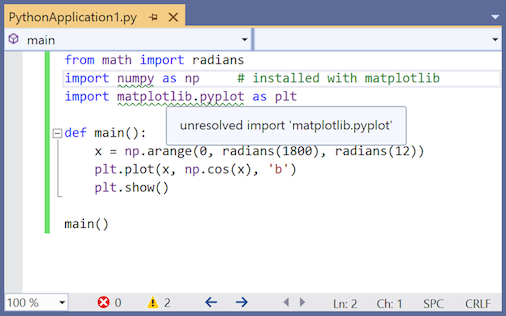 PythonApplication1.py
main
from math import radians
import numpy as np     # installed with matplotlib
import matplotlib.pyplot as plt
unresolved import 'matplotlib.pyplot'
def main():
    x = np.arange(0, radians(1800), radians(12))
    plt.plot(x, np.cos(x), 'b')
    plt.show()
main()
100 % 0 2 Ln: 2 Ch: 1 SPC CRLF